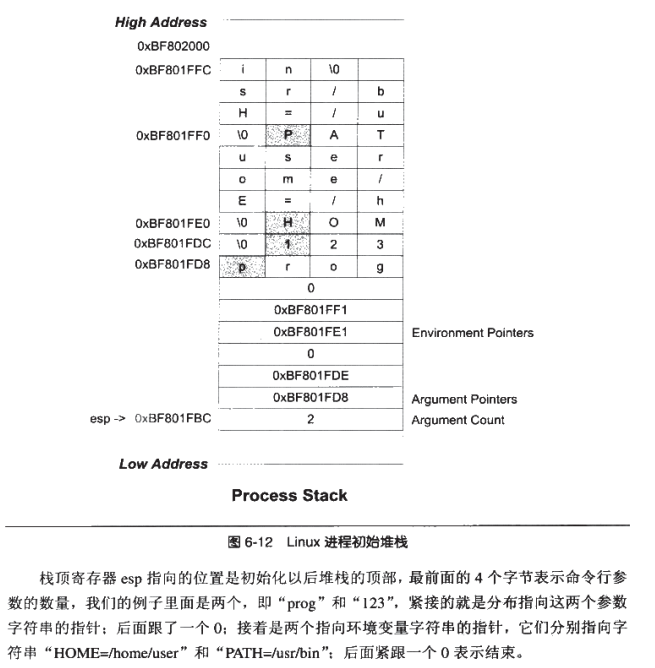 High Address
0xBF802000
0xBF801FFC i n \0
s r / b
H = / u
0xBF801FF0 \0 P A T
u s e r
o m e /
E = / h
0xBF801FE0 \0 H O M
0xBF801FDC \0 1 2 3
0xBF801FD8 p r o g
0
0xBF801FF1
0xBF801FE1 Environment Pointers
0
0xBF801FDE
0xBF801FD8 Argument Pointers
esp -> 0xBF801FBC 2 Argument Count
Low Address
Process Stack
图 6-12 Linux 进程初始堆栈
栈顶寄存器 esp 指向的位置是初始化以后堆栈的顶部，最前面的 4 个字节表示命令行参
数的数量，我们的例子里面是两个，即“prog”和“123”，紧接的就是分布指向这两个参数
字符串的指针；后面跟了一个 0；接着是两个指向环境变量字符串的指针，它们分别指向字
符串“HOME=/home/user”和“PATH=/usr/bin”；后面紧跟一个 0 表示结束。